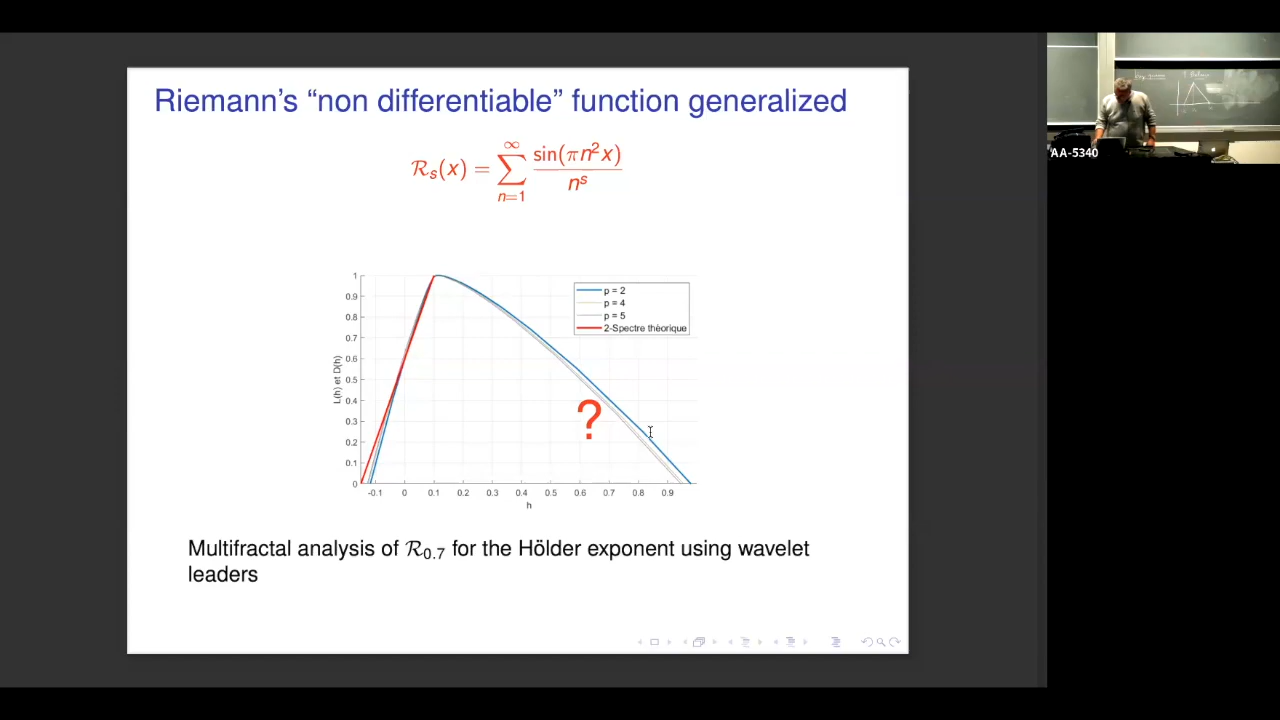 Riemann's “non differentiable” function generalized
ℛₛ(x) = ∑_{n=1}^{∞} sin(πn²x) / nˢ
1
0.9
0.8
0.7
0.6
0.5
0.4
0.3
0.2
0.1
0
L(h) et D(h)
p = 2
p = 4
p = 5
2-Spectre théorique
?
-0.1 0 0.1 0.2 0.3 0.4 0.5 0.6 0.7 0.8 0.9
h
Multifractal analysis of ℛ₀.₇ for the Hölder exponent using wavelet
leaders
AA-5340